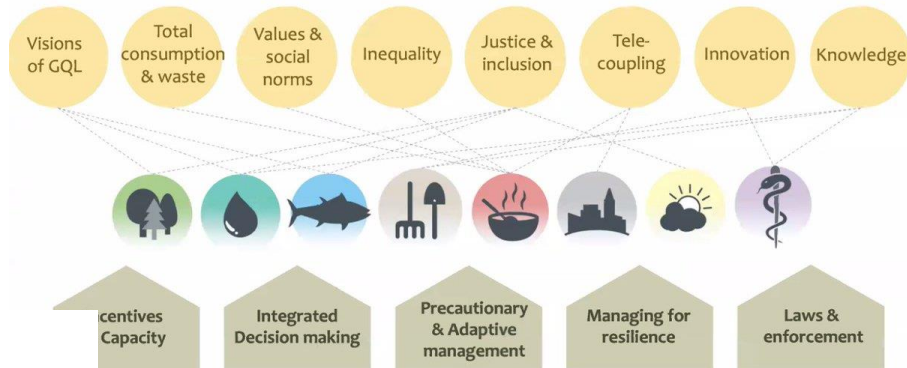 Visions
of GQL
Total
consumption
& waste
Values &
social
norms
Inequality
Justice &
inclusion
Tele-
coupling
Innovation
Knowledge
Capacity
Integrated
Decision making
Precautionary
& Adaptive
management
Managing for
resilience
Laws &
enforcement